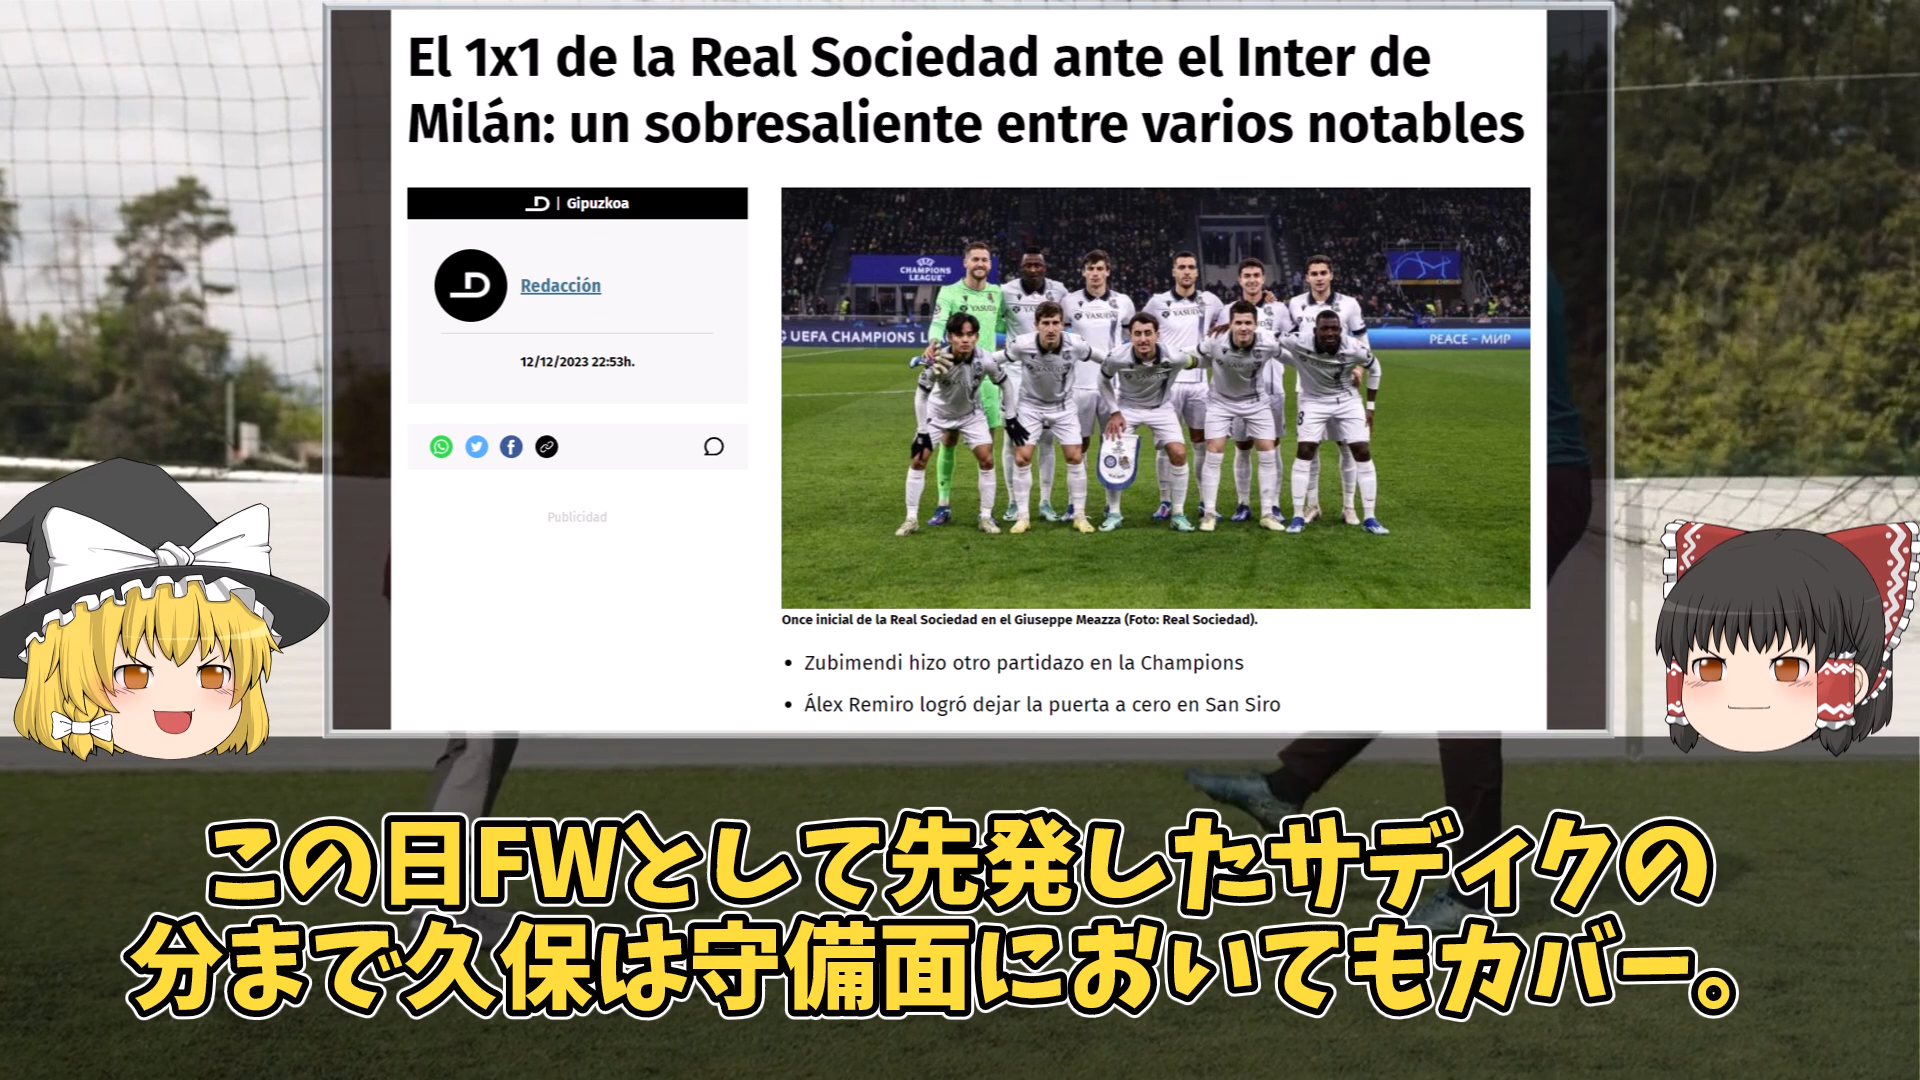 El 1x1 de la Real Sociedad ante el Inter de
Milán: un sobresaliente entre varios notables
| Gipuzkoa
Redacción
12/12/2023 22:53h.
Publicidad
UEFA
CHAMPIONS
LEAGUE
UEFA CHAMPIONS
PEACE - МИР
YASUDA
Once inicial de la Real Sociedad en el Giuseppe Meazza (Foto: Real Sociedad).
• Zubimendi hizo otro partidazo en la Champions
• Álex Remiro logró dejar la puerta a cero en San Siro
この日FWとして先発したサディクの
分まで久保は守備面においてもカバー。